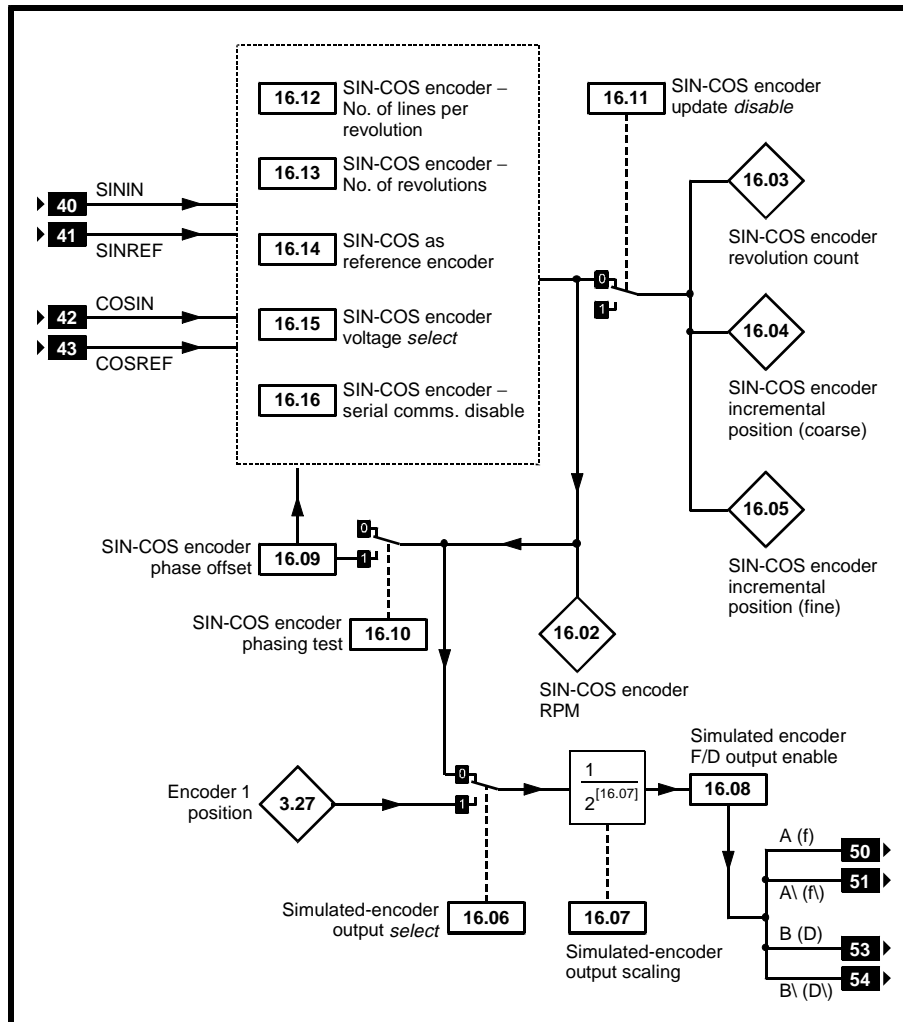 16.12
SIN-COS encoder –
No. of lines per
revolution
16.13
SIN-COS encoder –
No. of revolutions
16.14
SIN-COS as
reference encoder
16.15
SIN-COS encoder
voltage select
16.16
SIN-COS encoder –
serial comms. disable
40
SININ
41
SINREF
42
COSIN
43
COSREF
16.11
SIN-COS encoder
update disable
0
1
16.03
SIN-COS encoder
revolution count
16.04
SIN-COS encoder
incremental
position (coarse)
16.05
SIN-COS encoder
incremental
position (fine)
SIN-COS encoder
phase offset
16.09
0
1
SIN-COS encoder
phasing test
16.10
16.02
SIN-COS encoder
RPM
Encoder 1
position
3.27
0
1
Simulated-encoder
output select
16.06
1
2[16.07]
16.07
Simulated-encoder
output scaling
Simulated encoder
F/D output enable
16.08
A (f)
50
A\ (f\)
51
B (D)
53
B\ (D\)
54